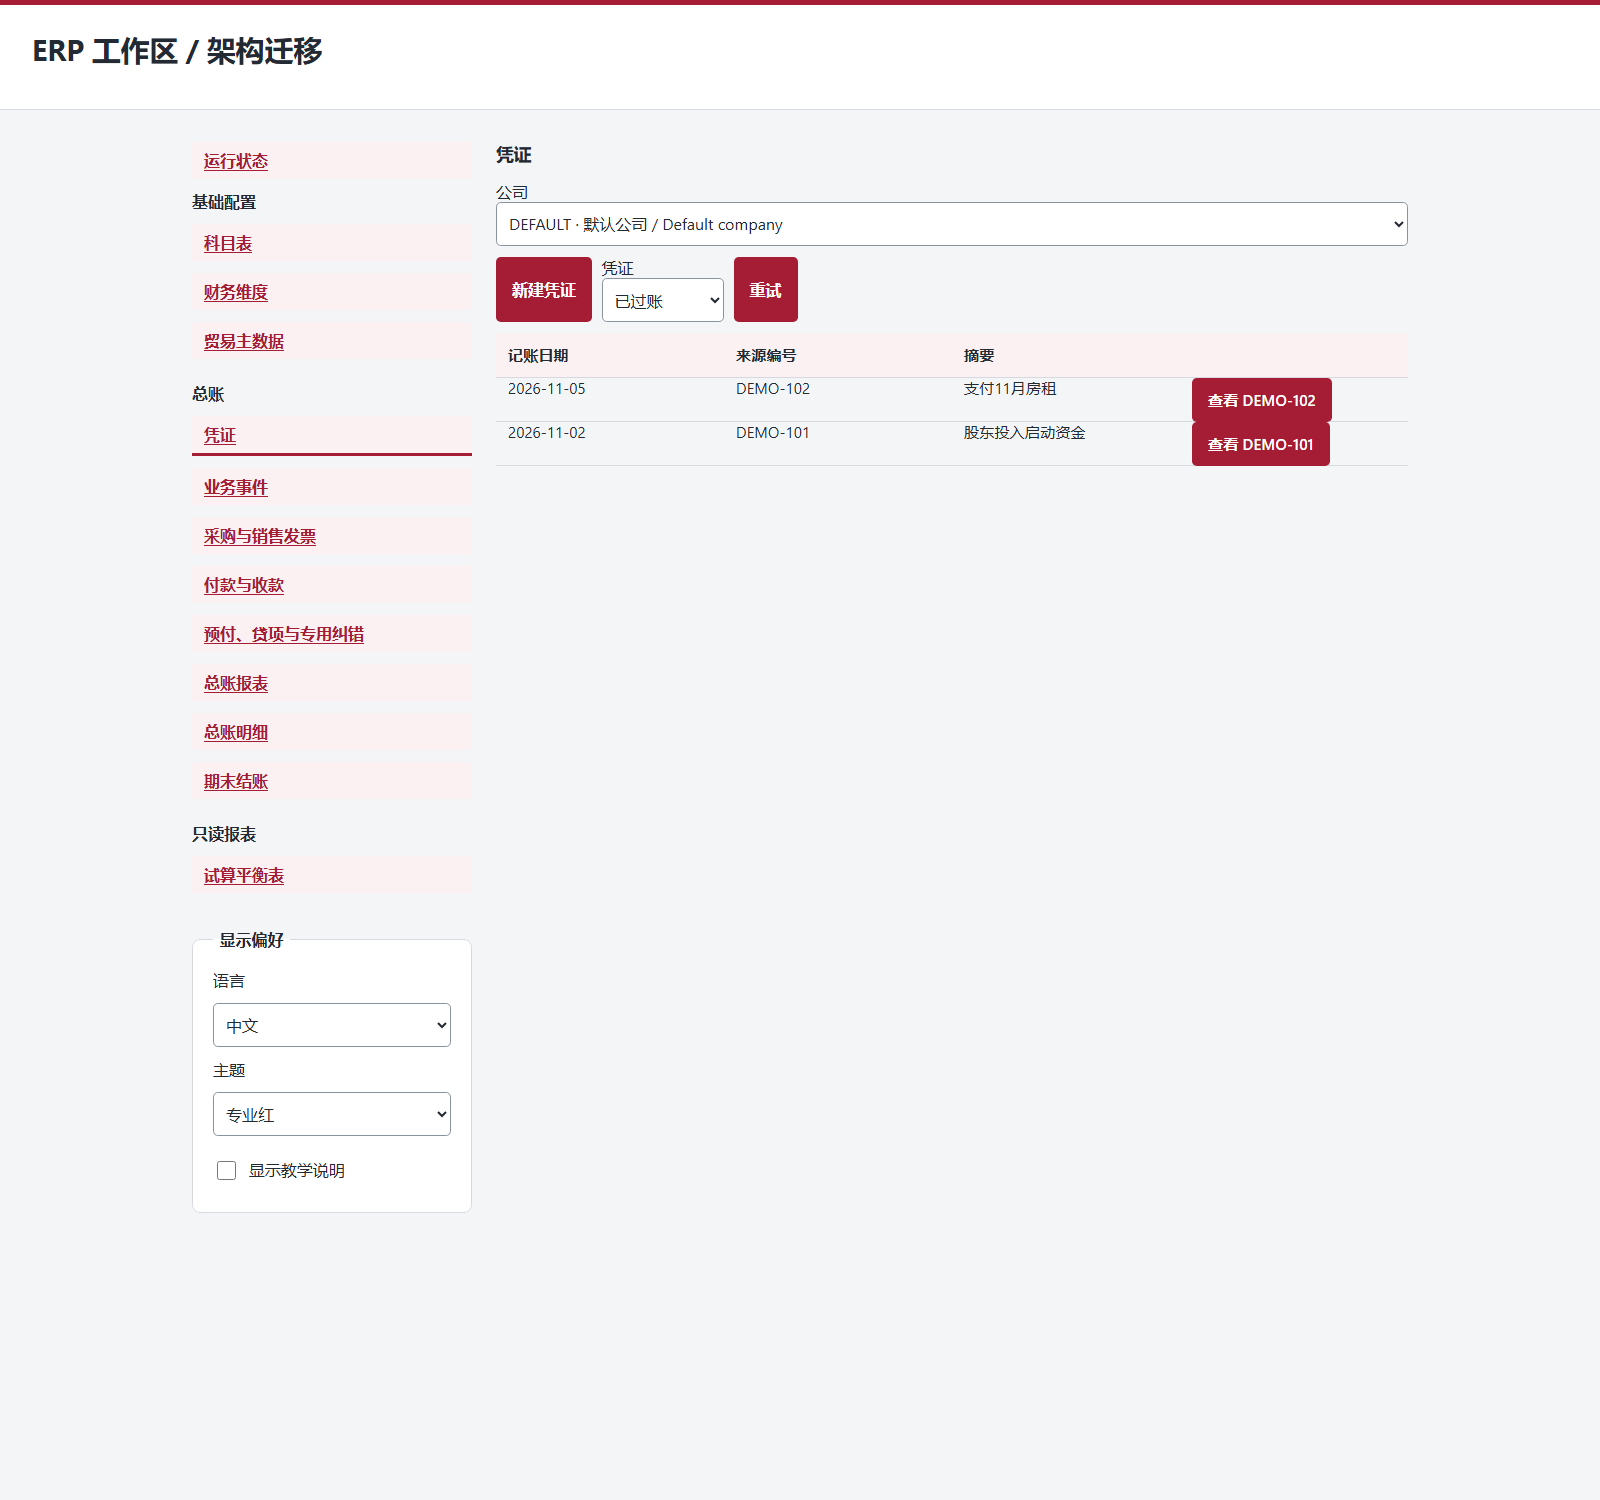 ERP 工作区 / 架构迁移
运行状态
基础配置
科目表
财务维度
贸易主数据
总账
凭证
业务事件
采购与销售发票
付款与收款
预付、贷项与专用纠错
总账报表
总账明细
期末结账
只读报表
试算平衡表
显示偏好
语言
中文
主题
专业红
显示教学说明
凭证
公司
DEFAULT · 默认公司 / Default company
新建凭证
凭证
已过账
重试
记账日期 来源编号 摘要
2026-11-05 DEMO-102 支付11月房租 查看 DEMO-102
2026-11-02 DEMO-101 股东投入启动资金 查看 DEMO-101